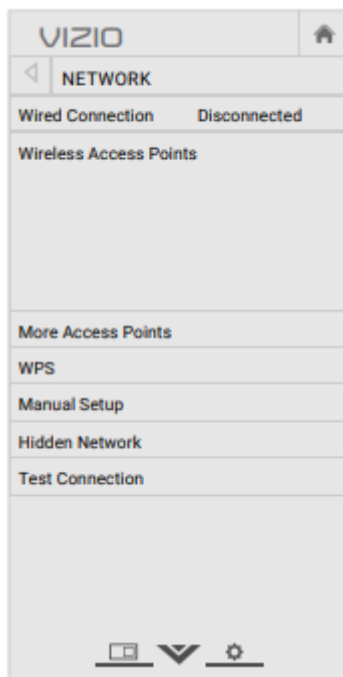 VIZIO
NETWORK
Wired Connection Disconnected
Wireless Access Points
More Access Points
WPS
Manual Setup
Hidden Network
Test Connection